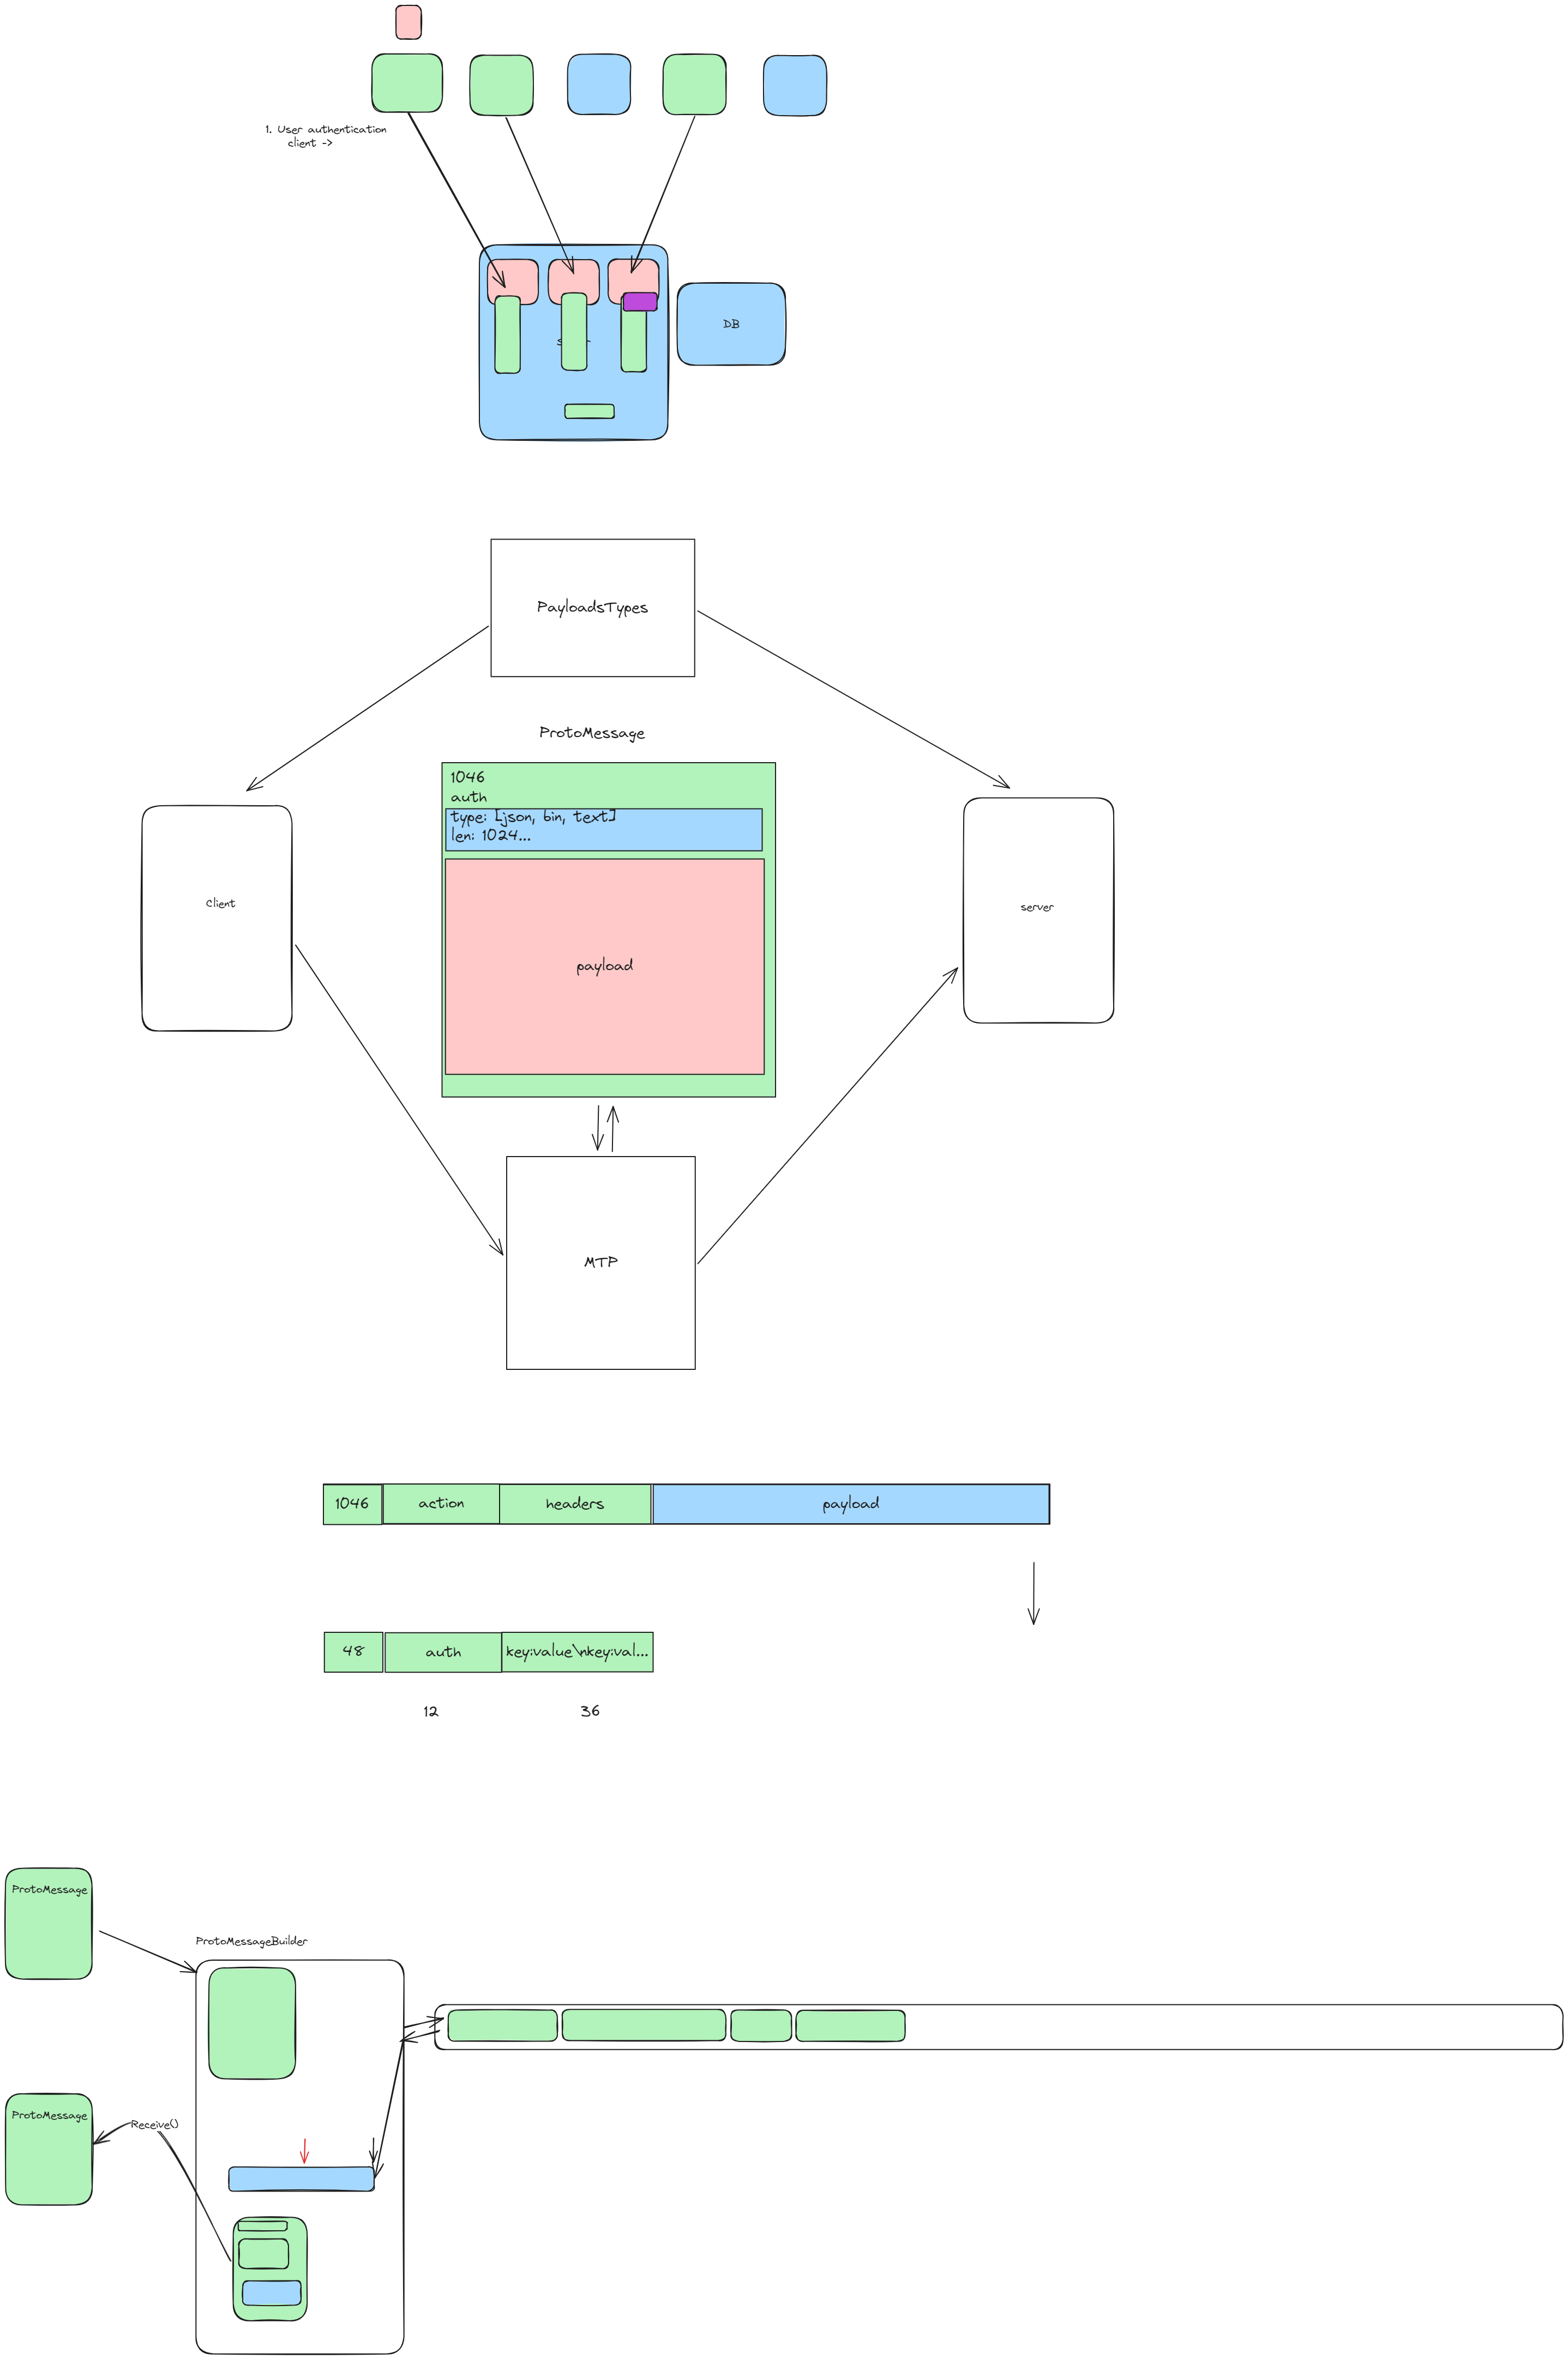 1. User authentication
client ->
DB
PayloadsTypes
ProtoMessage
1046
auth
type: [json, bin, text]
len: 1024...
payload
Client
server
MTP
1046 action headers payload
48 auth key:value\nkey:val...
12 36
ProtoMessage
ProtoMessageBuilder
ProtoMessage
Receive()